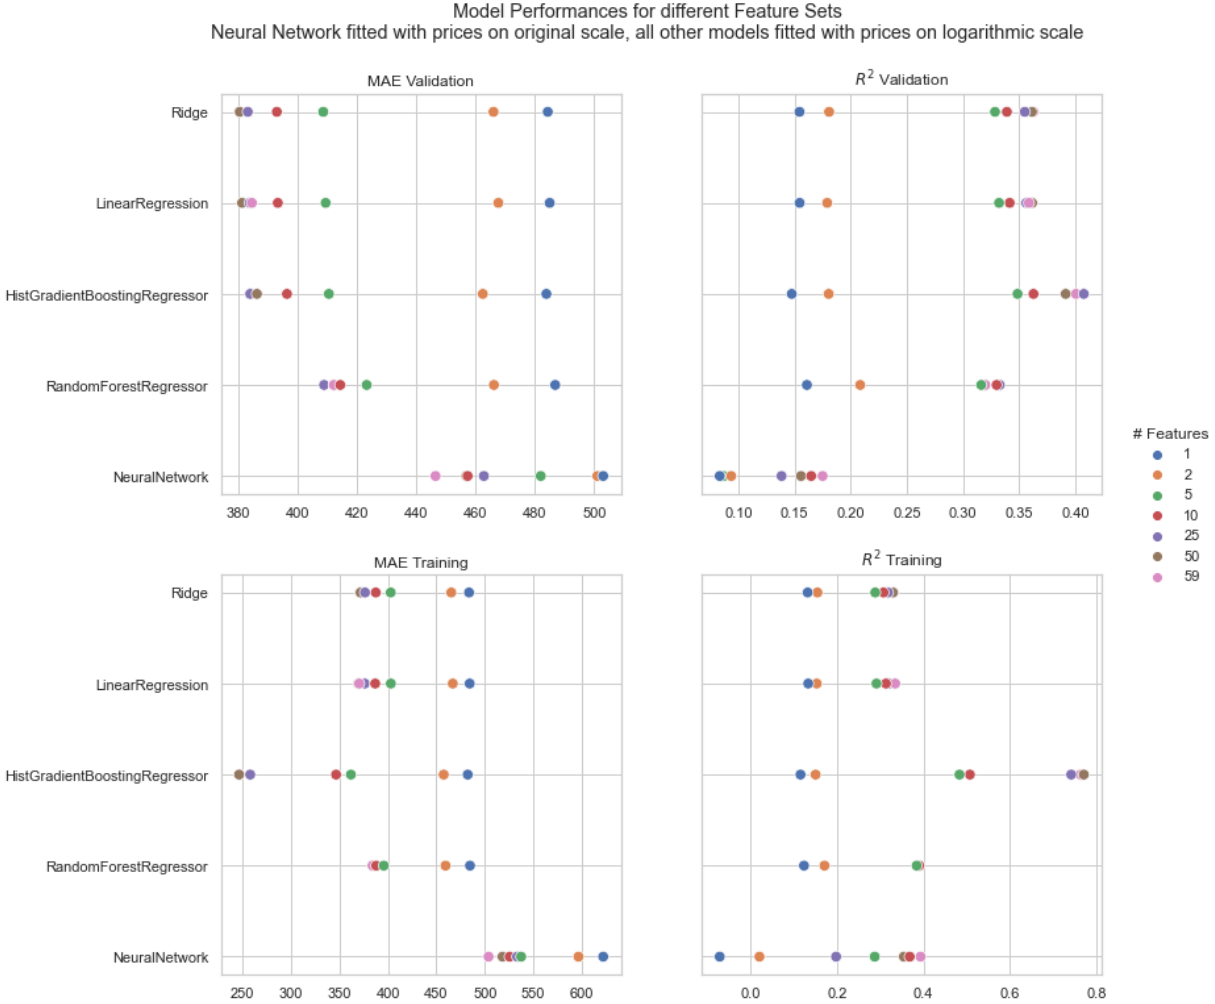 Model Performances for different Feature Sets
Neural Network fitted with prices on original scale, all other models fitted with prices on logarithmic scale
MAE Validation
R² Validation
Ridge
LinearRegression
HistGradientBoostingRegressor
RandomForestRegressor
NeuralNetwork
380 400 420 440 460 480 500
0.10 0.15 0.20 0.25 0.30 0.35 0.40
# Features
1
2
5
10
25
50
59
MAE Training
R² Training
Ridge
LinearRegression
HistGradientBoostingRegressor
RandomForestRegressor
NeuralNetwork
250 300 350 400 450 500 550 600
0.0 0.2 0.4 0.6 0.8